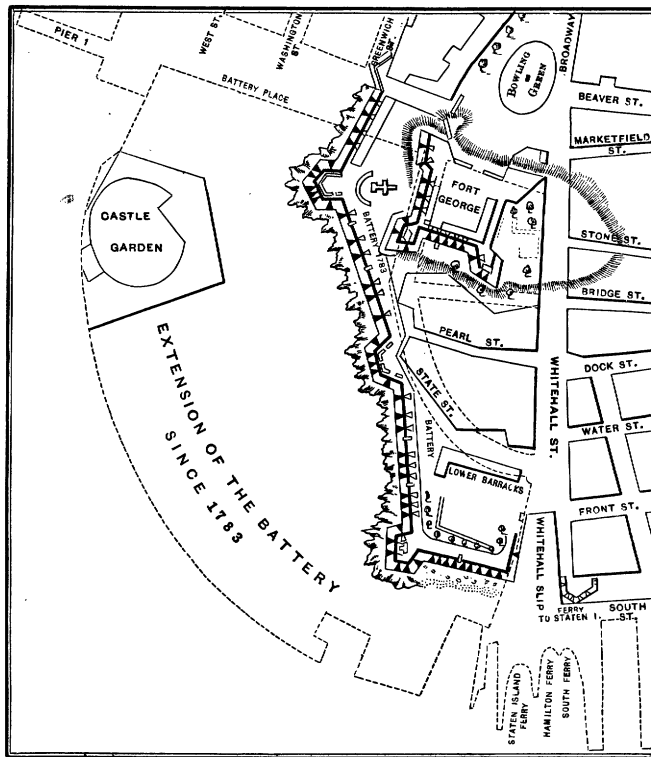 PIER 1
WEST ST.
WASHINGTON
ST
GREENWICH
ST.
BROADWAY
BOWLING
GREEN
BEAVER ST.
BATTERY PLACE
MARKETFIELD
ST.
FORT
GEORGE
CASTLE
GARDEN
BATTERY 1783
STONE ST.
BRIDGE ST.
PEARL ST.
DOCK ST.
STATE ST.
WHITEHALL ST.
WATER ST.
BATTERY
LOWER BARRACKS
EXTENSION OF THE BATTERY
SINCE 1783
FRONT ST.
WHITEHALL SLIP
FERRY
TO STATEN I.
SOUTH
ST.
STATEN ISLAND
FERRY
HAMILTON FERRY
SOUTH FERRY